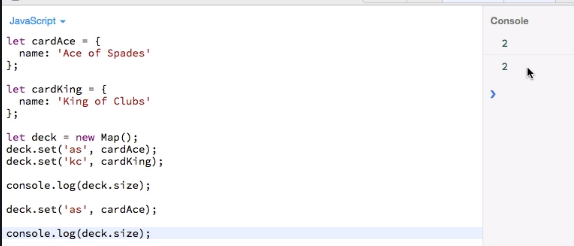 JavaScript
Console
let cardAce = {
  name: 'Ace of Spades'
};
let cardKing = {
  name: 'King of Clubs'
};
let deck = new Map();
deck.set('as', cardAce);
deck.set('kc', cardKing);
console.log(deck.size);
deck.set('as', cardAce);
console.log(deck.size);
2
2